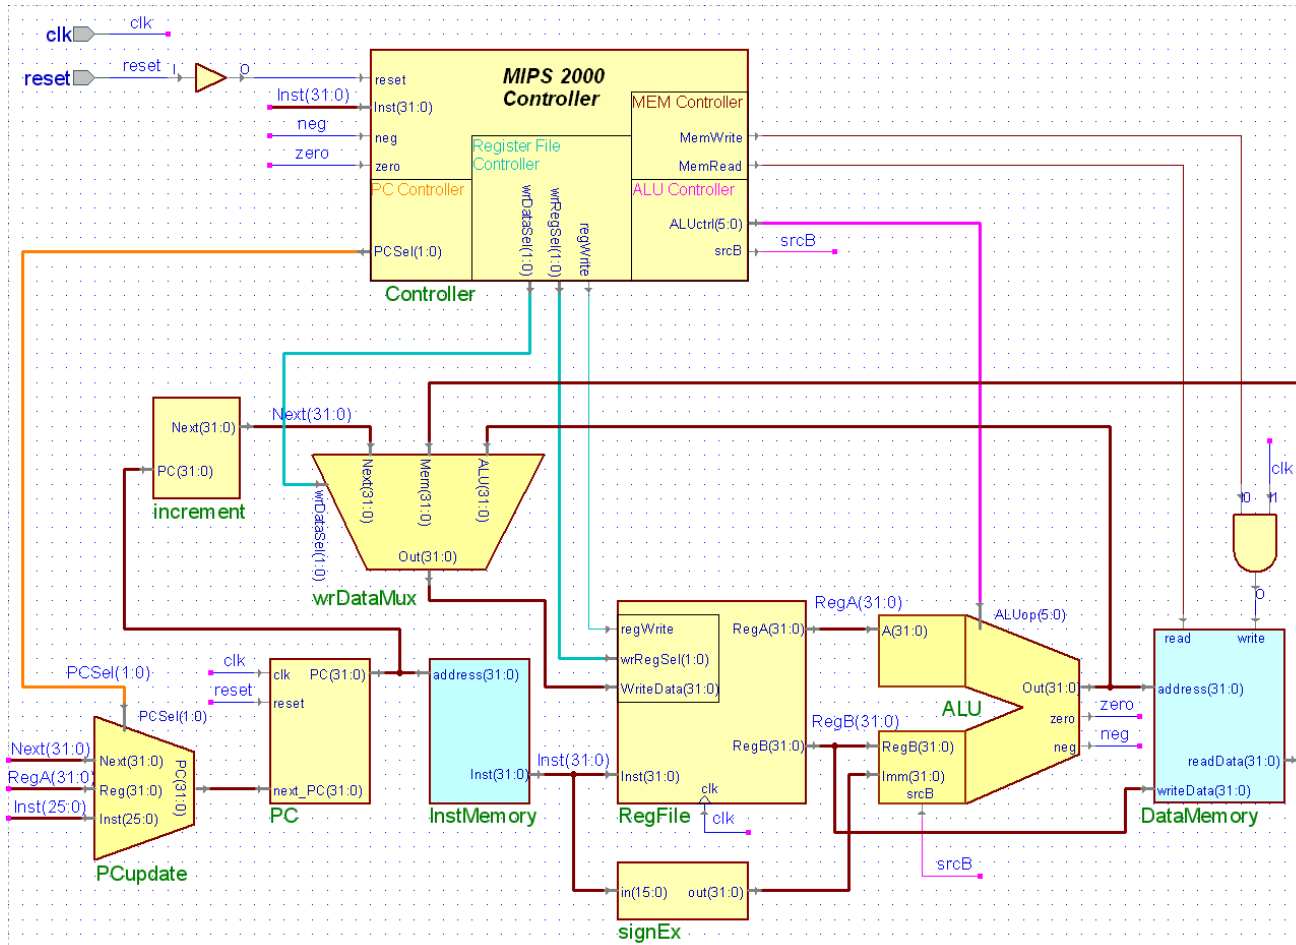 clk
clk
reset
reset
I
O
MIPS 2000
Controller
reset
Inst(31:0)
Inst(31:0)
neg
neg
zero
zero
MEM Controller
MemWrite
MemRead
Register File
Controller
PC Controller
ALU Controller
wrDataSel(1:0)
wrRegSel(1:0)
regWrite
ALUctrl(5:0)
srcB
srcB
PCSel(1:0)
Controller
Next(31:0)
Next(31:0)
PC(31:0)
increment
Next(31:0)
Mem(31:0)
ALU(31:0)
wrDataSel(1:0)
Out(31:0)
wrDataMux
clk
I0
I1
O
RegA(31:0)
ALUop(5:0)
regWrite
RegA(31:0)
wrRegSel(1:0)
WriteData(31:0)
RegB(31:0)
RegB(31:0)
Inst(31:0)
clk
RegFile
clk
A(31:0)
Out(31:0)
zero
zero
neg
neg
ALU
RegB(31:0)
Imm(31:0)
srcB
srcB
read
write
address(31:0)
readData(31:0)
writeData(31:0)
DataMemory
PCSel(1:0)
PCSel(1:0)
clk
clk
PC(31:0)
reset
reset
next_PC(31:0)
PC
address(31:0)
Inst(31:0)
Inst(31:0)
InstMemory
Next(31:0)
Next(31:0)
RegA(31:0)
Reg(31:0)
Inst(25:0)
Inst(25:0)
PC(31:0)
PCupdate
in(15:0)
out(31:0)
signEx